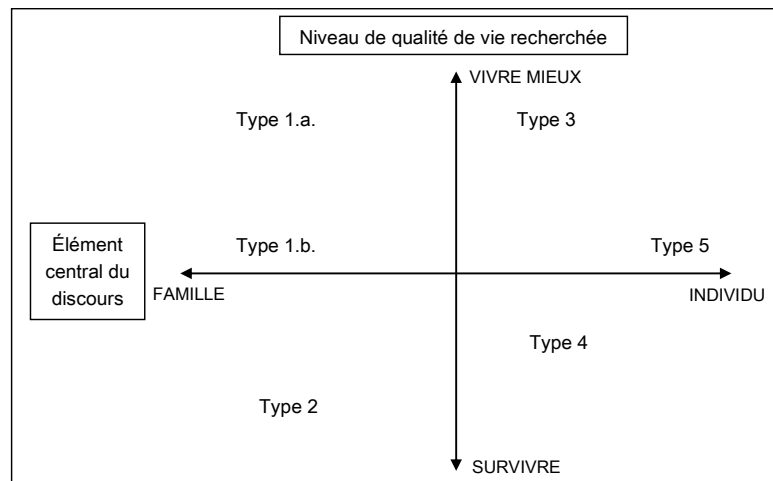 Niveau de qualité de vie recherchée
VIVRE MIEUX
Type 1.a.
Type 3
Élément
central du
discours
Type 1.b.
Type 5
FAMILLE
INDIVIDU
Type 4
Type 2
SURVIVRE